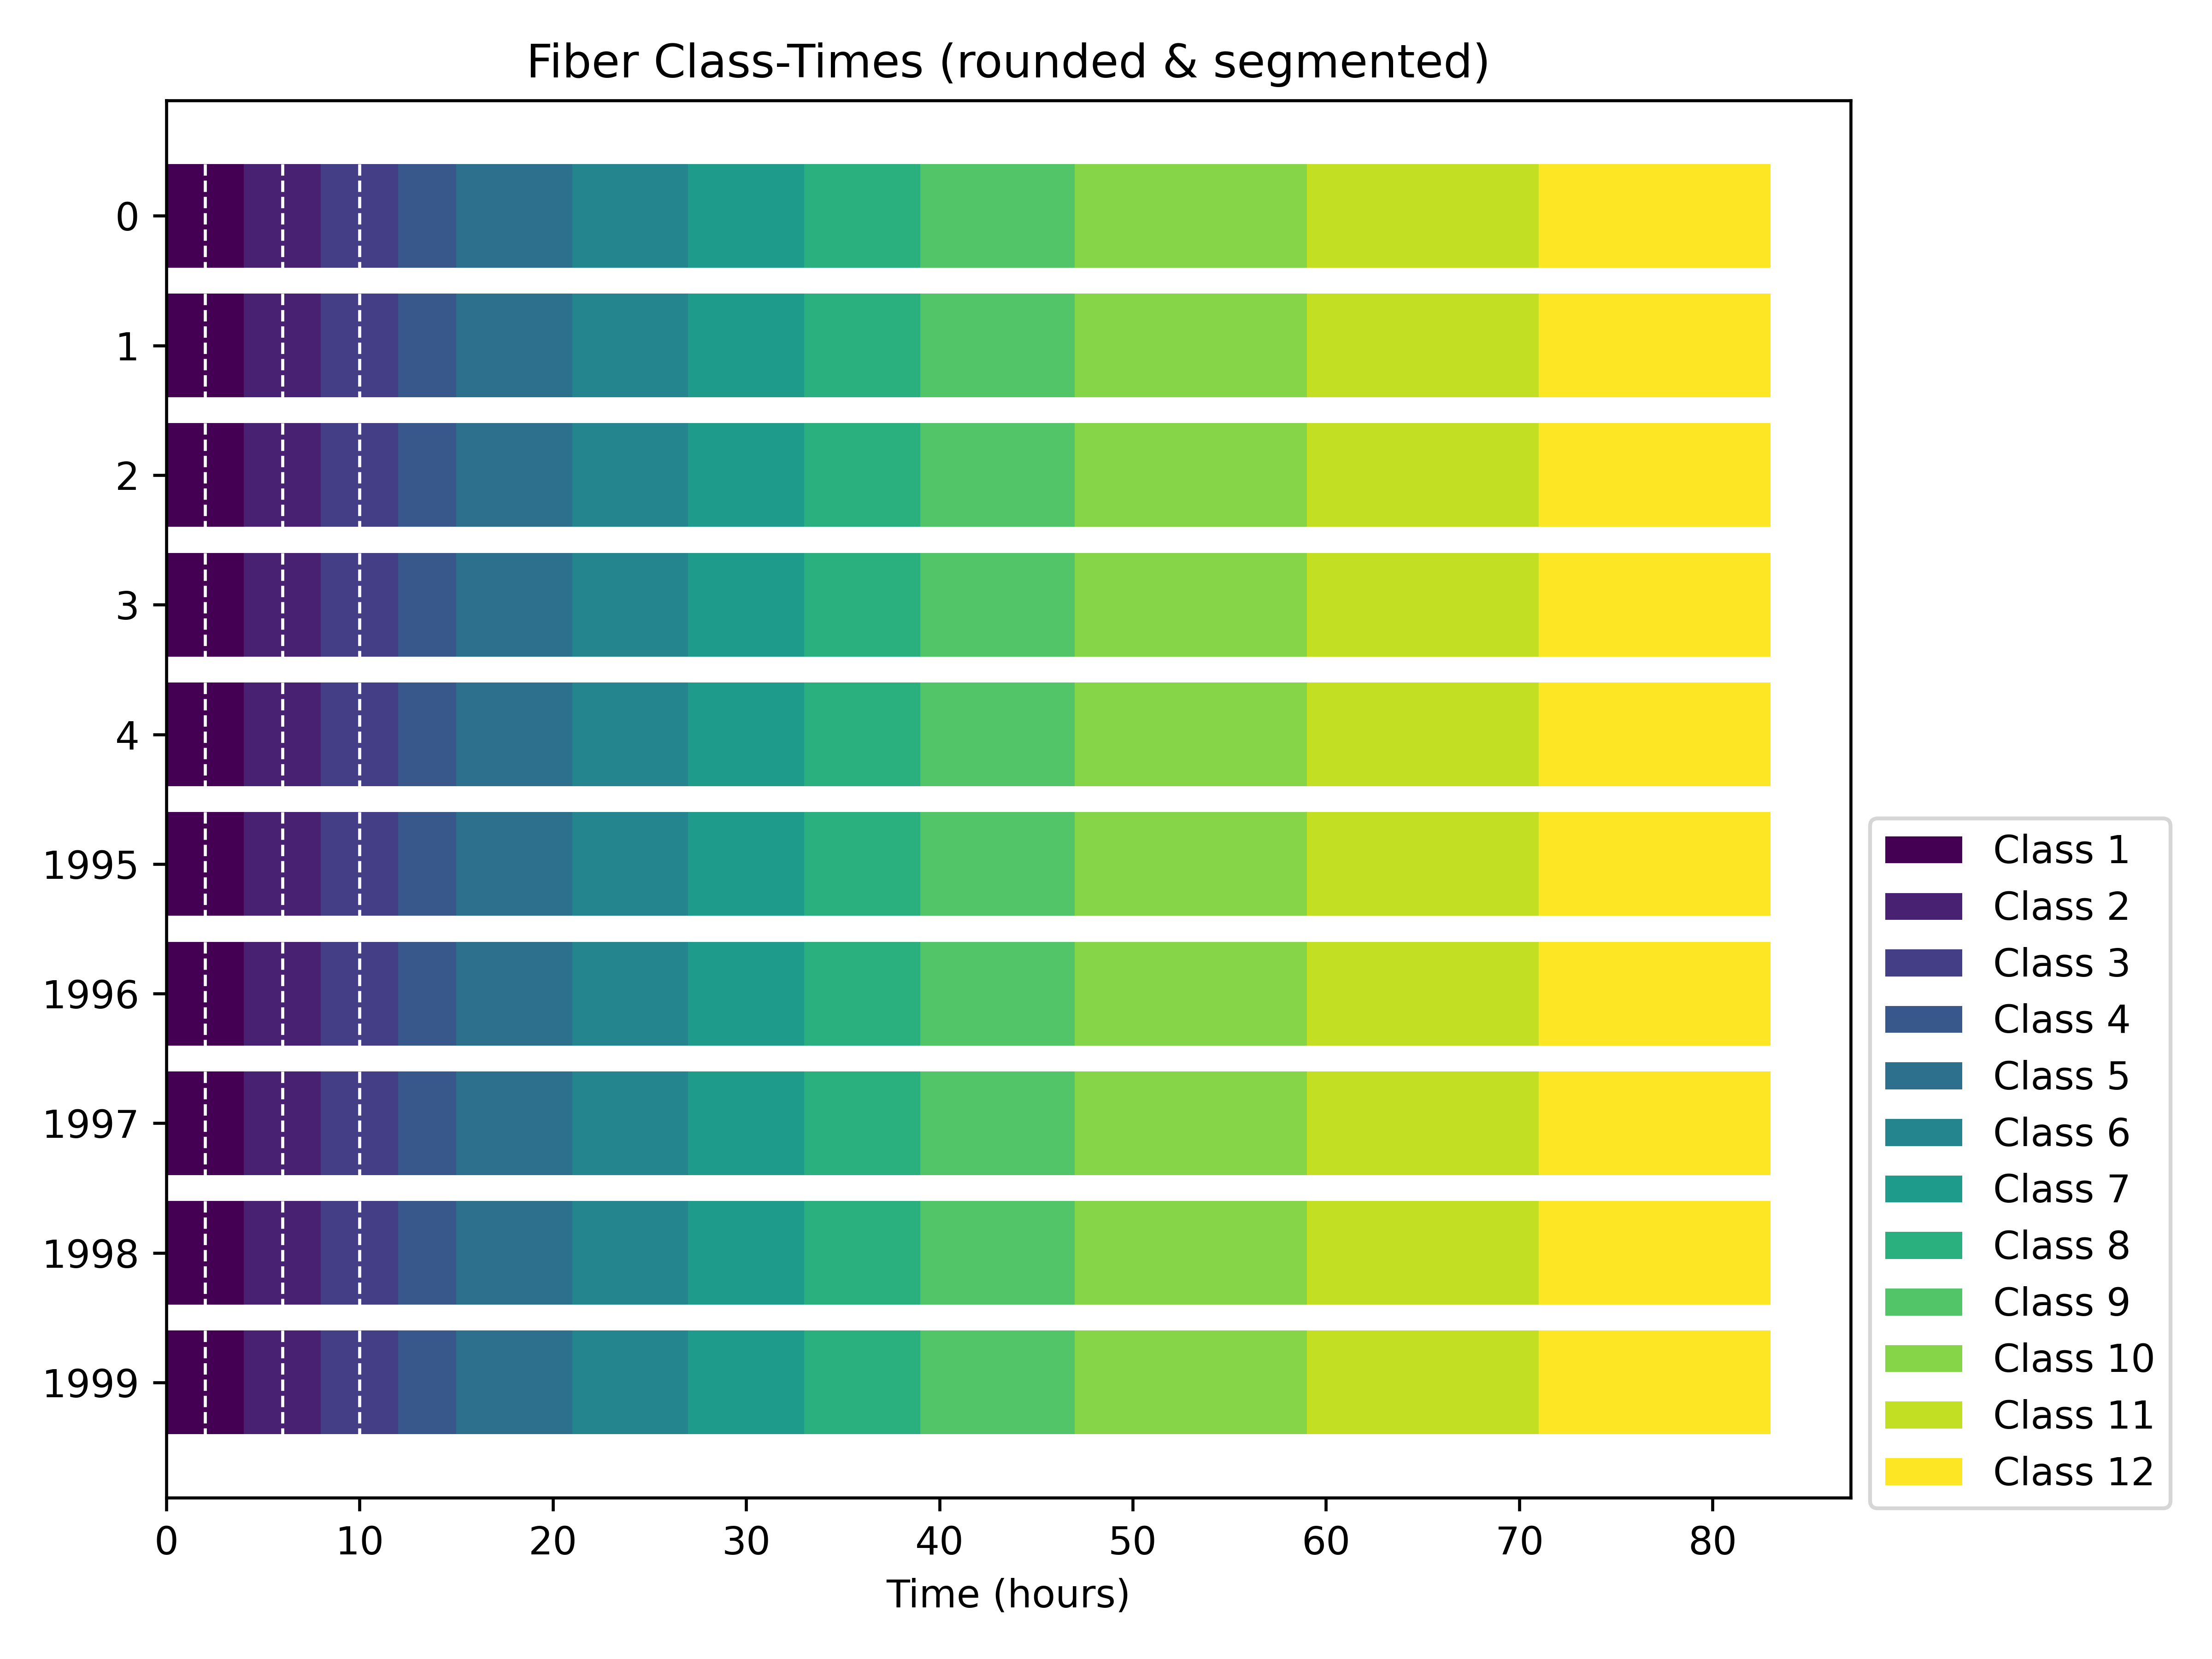 Fiber Class-Times (rounded & segmented)
0
1
2
3
4
1995
1996
1997
1998
1999
0 10 20 30 40 50 60 70 80
Time (hours)
Class 1
Class 2
Class 3
Class 4
Class 5
Class 6
Class 7
Class 8
Class 9
Class 10
Class 11
Class 12